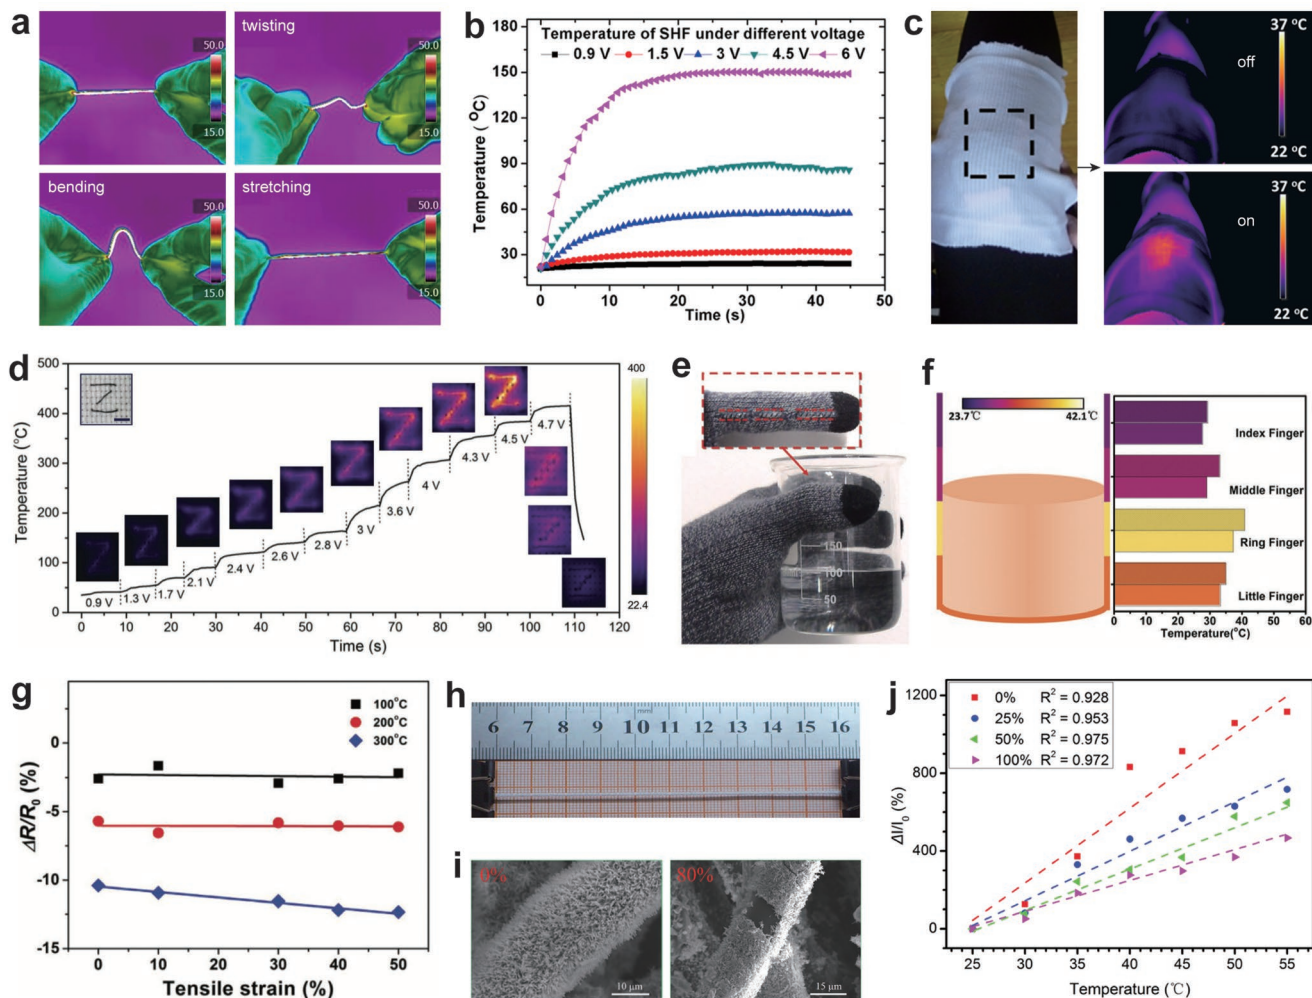 a
50.0
15.0
twisting
50.0
15.0
bending
50.0
15.0
stretching
50.0
15.0
b
Temperature of SHF under different voltage
0.9 V 1.5 V 3 V 4.5 V 6 V
180
150
120
90
60
30
0 10 20 30 40 50
Temperature ( °C)
Time (s)
c
37 °C
off
22 °C
37 °C
on
22 °C
d
500
400
300
200
100
0
Temperature (°C)
0.9 V
1.3 V
1.7 V
2.1 V
2.4 V
2.6 V
2.8 V
3 V
3.6 V
4 V
4.3 V
4.5 V
4.7 V
400
22.4
0 10 20 30 40 50 60 70 80 90 100 110 120
Time (s)
e
150
100
50
f
23.7℃ 42.1℃
Index Finger
Middle Finger
Ring Finger
Little Finger
0 10 20 30 40 50 60
Temperature(°C)
g
100°C
200°C
300°C
0
-5
-10
-15
ΔR/R0 (%)
0 10 20 30 40 50
Tensile strain (%)
h
mm
6 7 8 9 10 11 12 13 14 15 16
i
0%
10 μm
80%
15 μm
j
0% R² = 0.928
25% R² = 0.953
50% R² = 0.975
100% R² = 0.972
1200
800
400
0
ΔI/I0 (%)
25 30 35 40 45 50 55
Temperature (℃)